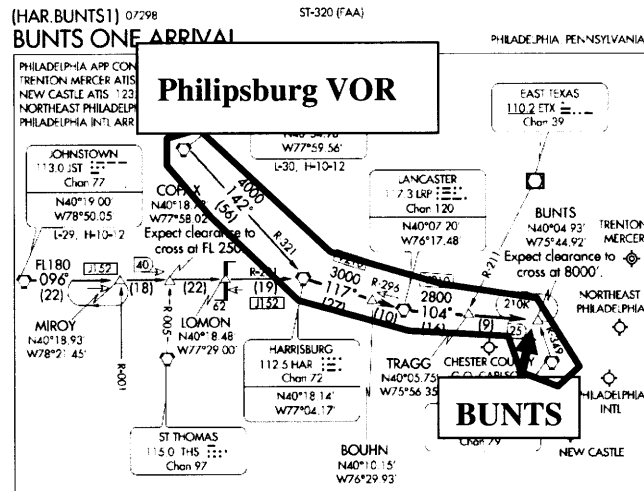 (HAR.BUNTS1) 07298
ST-320 (FAA)
BUNTS ONE ARRIVAL
PHILADELPHIA PENNSYLVANIA
PHILADELPHIA APP CON
TRENTON MERCER ATIS
NEW CASTLE ATIS 123.
NORTHEAST PHILADELP
PHILADELPHIA INTL ARR
Philipsburg VOR
W77°59.56'
L-30, H-10-12
EAST TEXAS
110.2 ETX
Chan 39
JOHNSTOWN
113.0 JST
Chan 77
N40°19.00'
W78°50.05'
L-29, H-10-12
W77°58.02'
Expect clearance to
cross at FL 250.
4000
142°
(56)
R-321
LANCASTER
117.3 LRP
Chan 120
N40°07.20'
W76°17.48'
R-211
BUNTS
N40°04.93'
W75°44.92'
Expect clearance to
cross at 8000'.
TRENTON
MERCER
FL180
096°
(22)
J152
40
(18)
(22)
62
(19)
J152
3000
117°
(27)
R-296
(10)
2800
104°
(16)
(9)
210K
25
R-349
NORTHEAST
PHILADELPHIA
MIROY
N40°18.93'
W78°21.45'
R-001
R-005
LOMON
N40°18.48'
W77°29.00'
HARRISBURG
112.5 HAR
Chan 72
N40°18.14'
W77°04.17'
TRAGG
N40°05.75'
W75°56.35'
CHESTER COUNTY
BUNTS
PHILADELPHIA
INTL
Chan 79
NEW CASTLE
ST THOMAS
115.0 THS
Chan 97
BOUHN
N40°10.15'
W76°29.93'